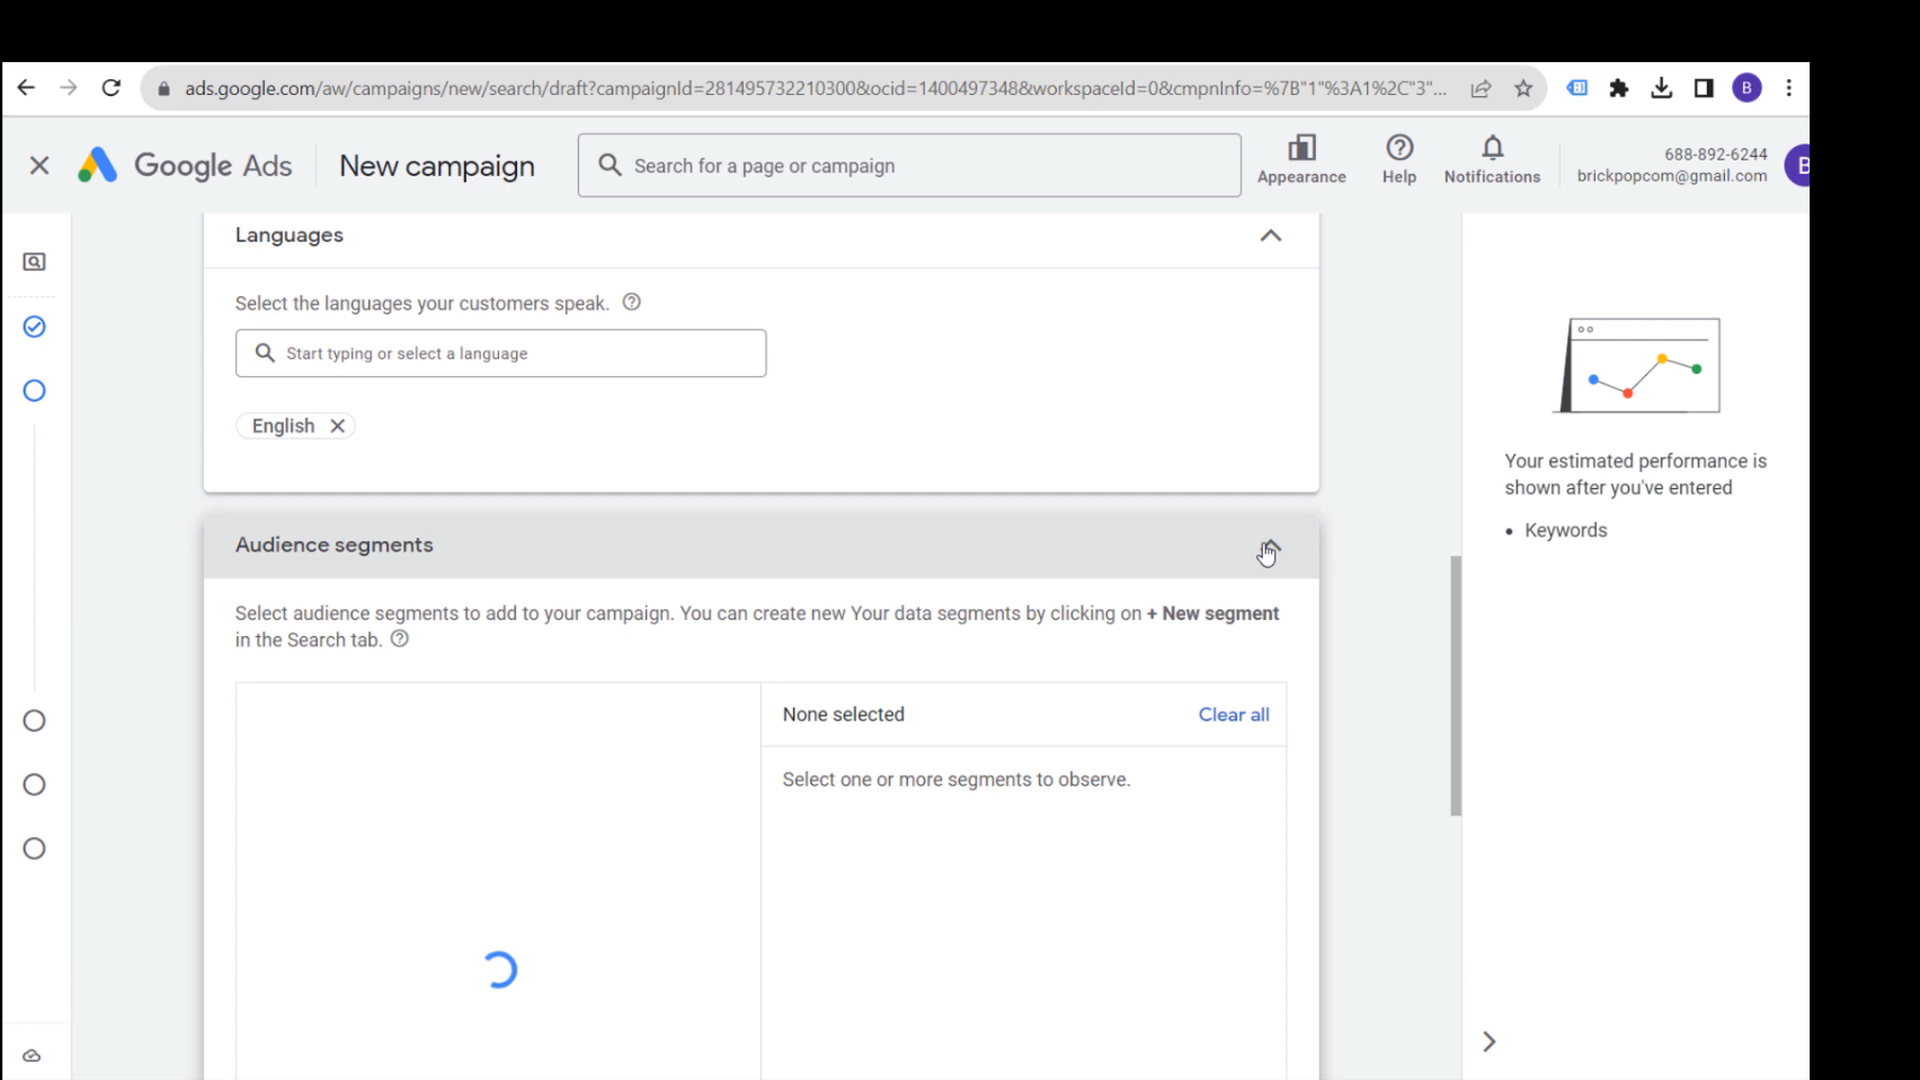 ads.google.com/aw/campaigns/new/search/draft?campaignId=281495732210300&ocid=1400497348&workspaceId=0&cmpnInfo=%7B"1"%3A1%2C"3"...
B
Google Ads
New campaign
Search for a page or campaign
Appearance
Help
Notifications
688-892-6244
brickpopcom@gmail.com
B
Languages
Select the languages your customers speak.
Start typing or select a language
English
Audience segments
Select audience segments to add to your campaign. You can create new Your data segments by clicking on + New segment
in the Search tab.
None selected
Clear all
Select one or more segments to observe.
Your estimated performance is
shown after you've entered
• Keywords